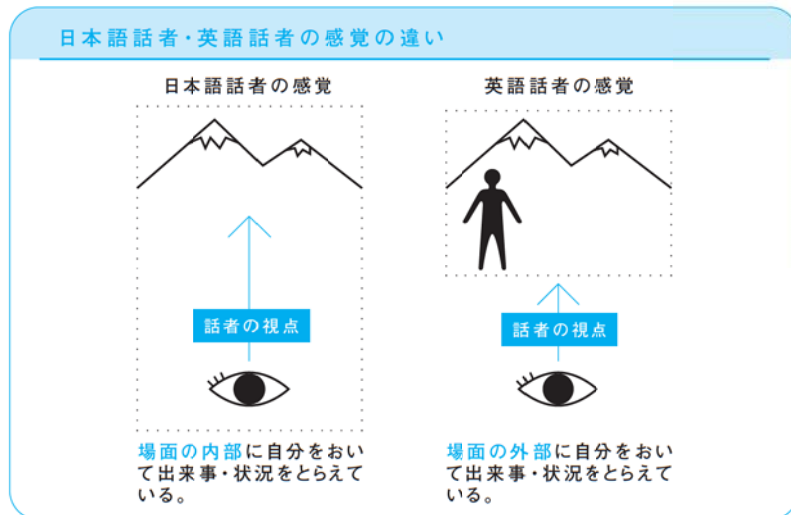 日本語話者・英語話者の感覚の違い
日本語話者の感覚
話者の視点
場面の内部に自分をおい
て出来事・状況をとらえて
いる。
英語話者の感覚
話者の視点
場面の外部に自分をおい
て出来事・状況をとらえて
いる。